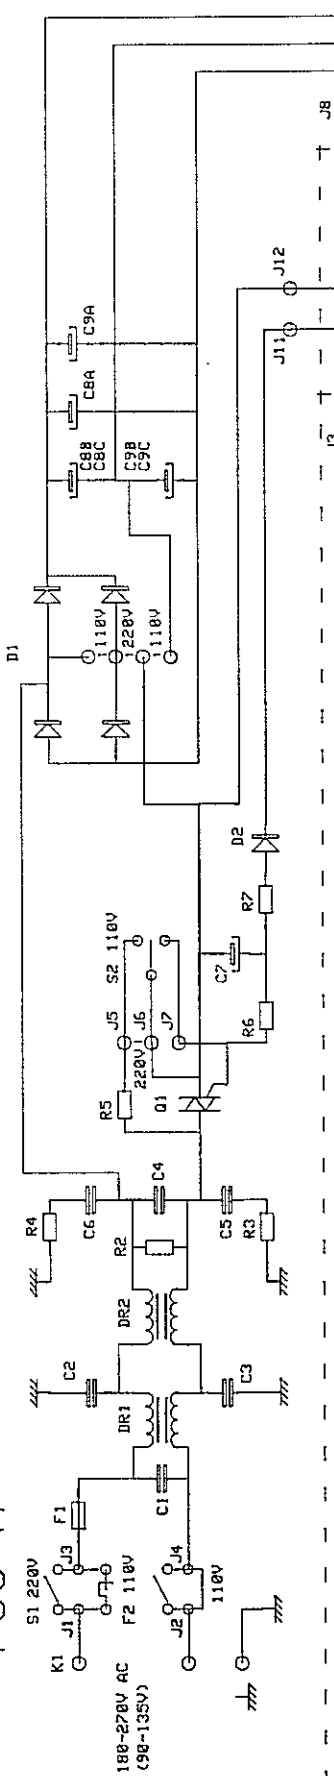 C9A
C8A
C8B
C8C
C9B
C9C
J12
J11
J8
D1
110V
220V
110V
D2
R7
C7
R6
S2 110V
J5
J6
J7
220V
R5
Q1
R4
C6
C4
R2
C5
R3
DR2
C2
DR1
C3
F1
C1
S1 220V
J3
J1
F2 110V
K1
J4
J2
110V
180-270V AC
(90-135V)